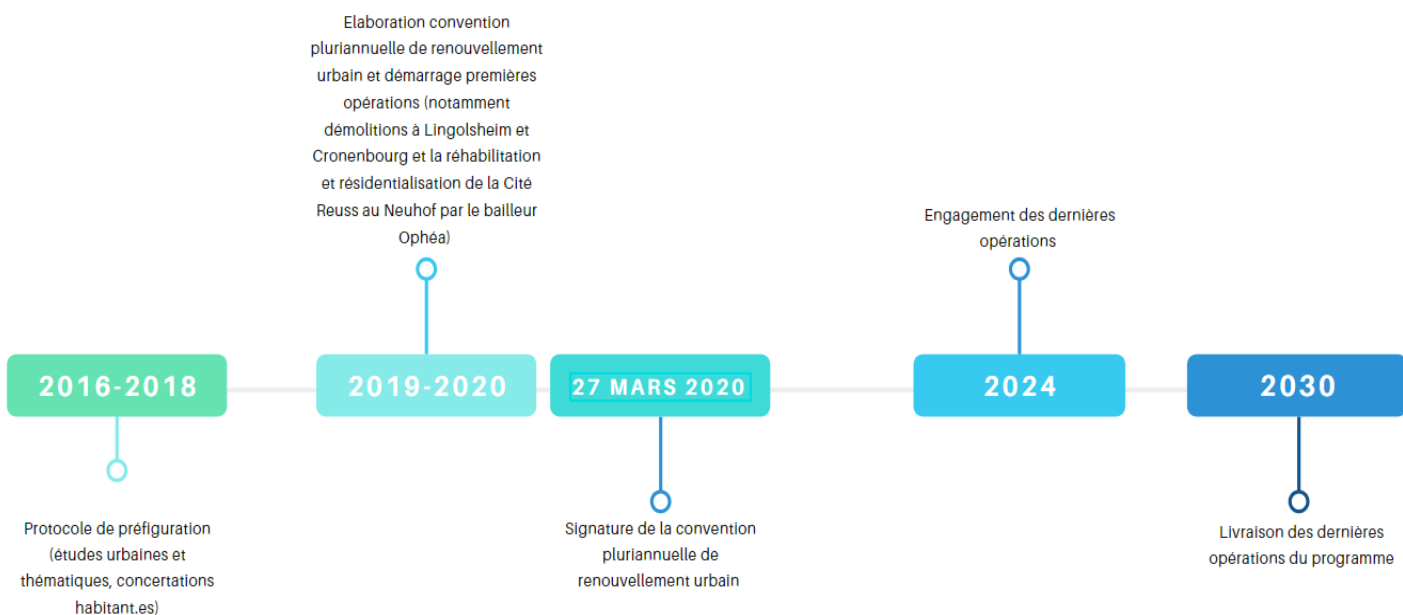 Elaboration convention
pluriannuelle de renouvellement
urbain et démarrage premières
opérations (notamment
démolitions à Lingolsheim et
Cronenbourg et la réhabilitation
et résidentialisation de la Cité
Reuss au Neuhof par le bailleur
Ophéa)
Engagement des dernières
opérations
2016-2018
2019-2020
27 MARS 2020
2024
2030
Protocole de préfiguration
(études urbaines et
thématiques, concertations
habitant.es)
Signature de la convention
pluriannuelle de
renouvellement urbain
Livraison des dernières
opérations du programme